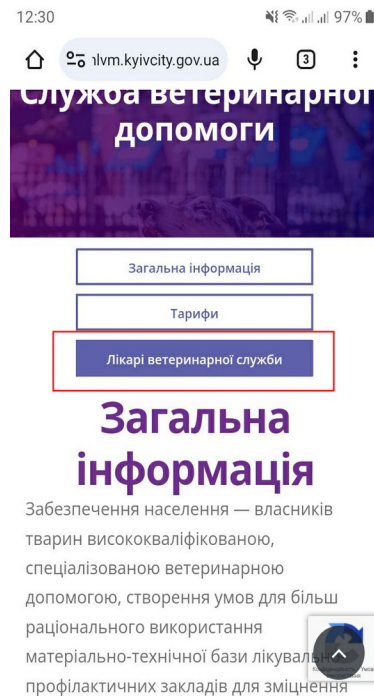 12:30
97%
nlvm.kyivcity.gov.ua
3
Служба ветеринарної
допомоги
Загальна інформація
Тарифи
Лікарі ветеринарної служби
Загальна
інформація
Забезпечення населення — власників
тварин висококваліфікованою,
спеціалізованою ветеринарною
допомогою, створення умов для більш
раціонального використання
матеріально-технічної бази лікувально-
профілактичних закладів для зміцнення